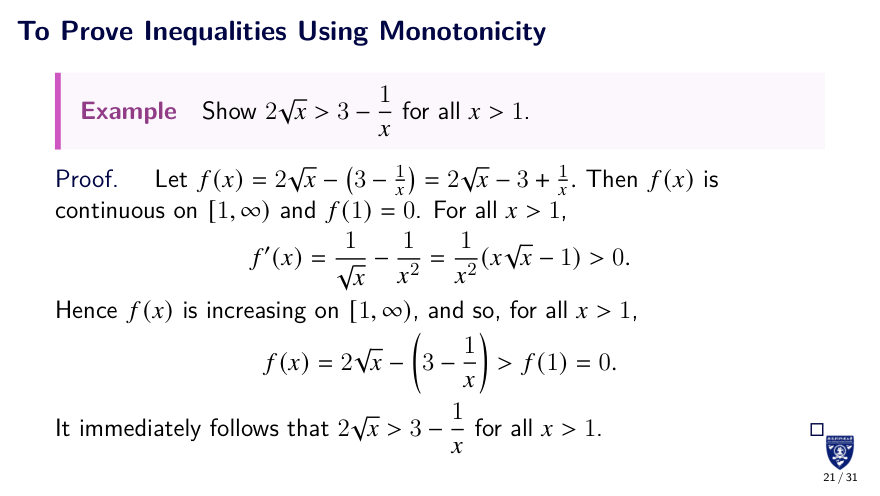 To Prove Inequalities Using Monotonicity
Example Show 2√x > 3 − 1/x for all x > 1.
Proof. Let f(x) = 2√x − (3 − 1/x) = 2√x − 3 + 1/x. Then f(x) is
continuous on [1, ∞) and f(1) = 0. For all x > 1,
f′(x) = 1/√x − 1/x² = 1/x² (x√x − 1) > 0.
Hence f(x) is increasing on [1, ∞), and so, for all x > 1,
f(x) = 2√x − (3 − 1/x) > f(1) = 0.
It immediately follows that 2√x > 3 − 1/x for all x > 1. □
21 / 31